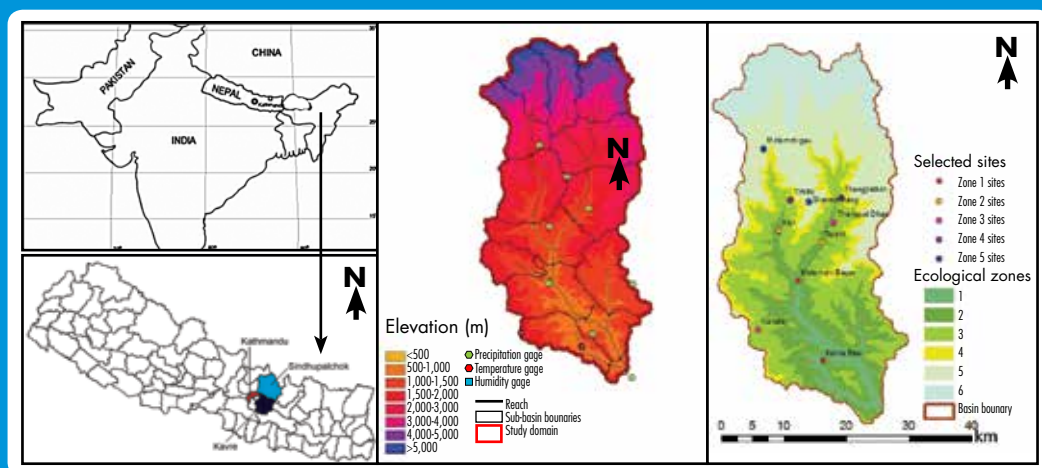 CHINA
PAKISTAN
NEPAL
Kathmandu
INDIA
N
Kathmandu
Sindhupalchok
Kavre
N
Elevation (m)
<500
500-1,000
1,000-1,500
1,500-2,000
2,000-3,000
3,000-4,000
4,000-5,000
>5,000
Precipitation gage
Temperature gage
Humidity gage
Reach
Sub-basin boundaries
Study domain
N
Selected sites
Zone 1 sites
Zone 2 sites
Zone 3 sites
Zone 4 sites
Zone 5 sites
Ecological zones
1
2
3
4
5
6
Basin bounary
0 10 20 30 40
km